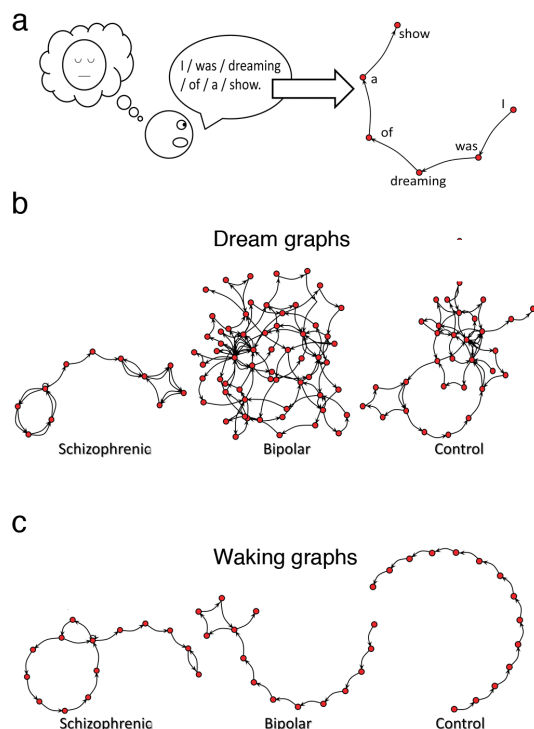 a
I / was / dreaming
/ of / a / show.
show
a
I
of
was
dreaming
b
Dream graphs
Schizophrenic
Bipolar
Control
c
Waking graphs
Schizophrenic
Bipolar
Control